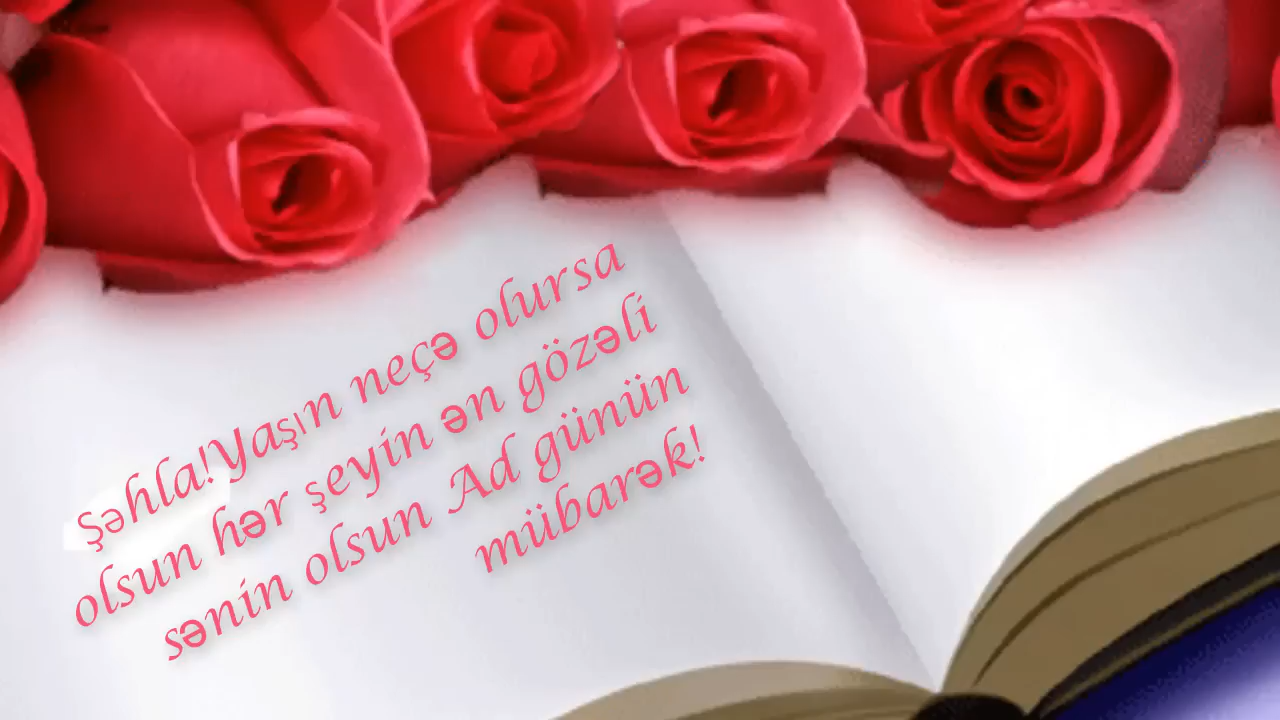 Şəhla!Yaşın neçə olursa
olsun hər şeyin ən gözəli
sənin olsun Ad günün
mübarək!